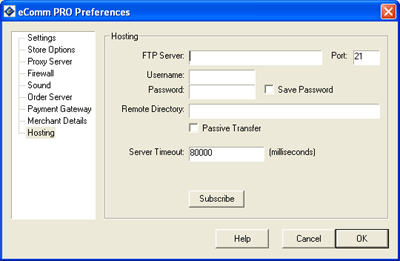 eComm PRO Preferences
Settings
Store Options
Proxy Server
Firewall
Sound
Order Server
Payment Gateway
Merchant Details
Hosting
Hosting
FTP Server: Port: 21
Username:
Password: Save Password
Remote Directory:
Passive Transfer
Server Timeout: 80000 (milliseconds)
Subscribe
Help Cancel OK